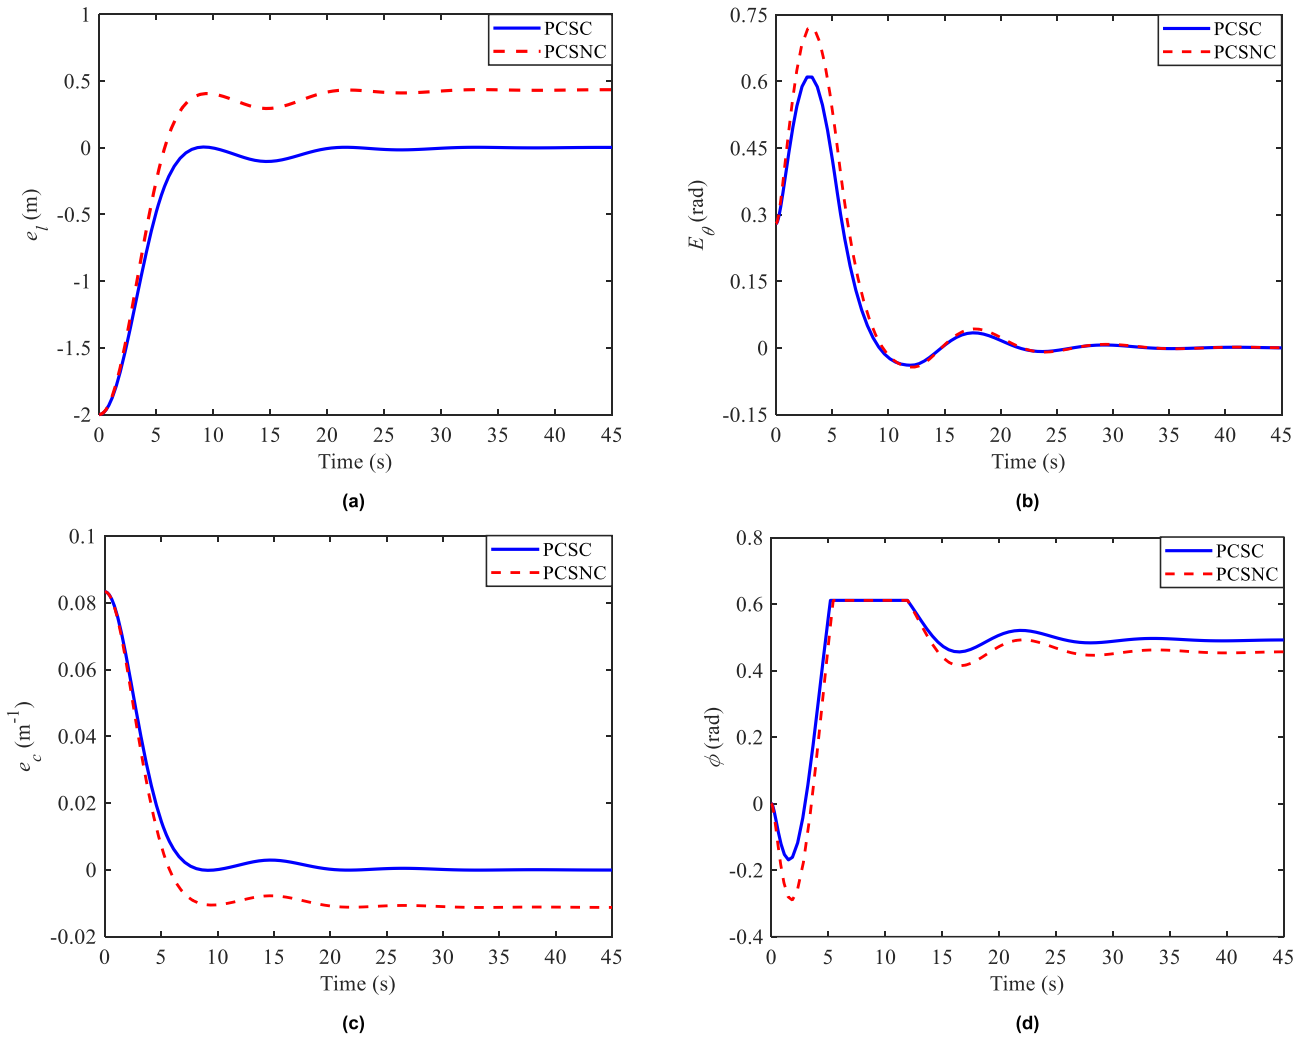 1
0.5
0
-0.5
-1
-1.5
-2
e_l (m)
PCSC
PCSNC
0 5 10 15 20 25 30 35 40 45
Time (s)
(a)
0.75
0.6
0.45
0.3
0.15
0
-0.15
E_θ (rad)
PCSC
PCSNC
0 5 10 15 20 25 30 35 40 45
Time (s)
(b)
0.1
0.08
0.06
0.04
0.02
0
-0.02
e_c (m^-1)
PCSC
PCSNC
0 5 10 15 20 25 30 35 40 45
Time (s)
(c)
0.8
0.6
0.4
0.2
0
-0.2
-0.4
ϕ (rad)
PCSC
PCSNC
0 5 10 15 20 25 30 35 40 45
Time (s)
(d)